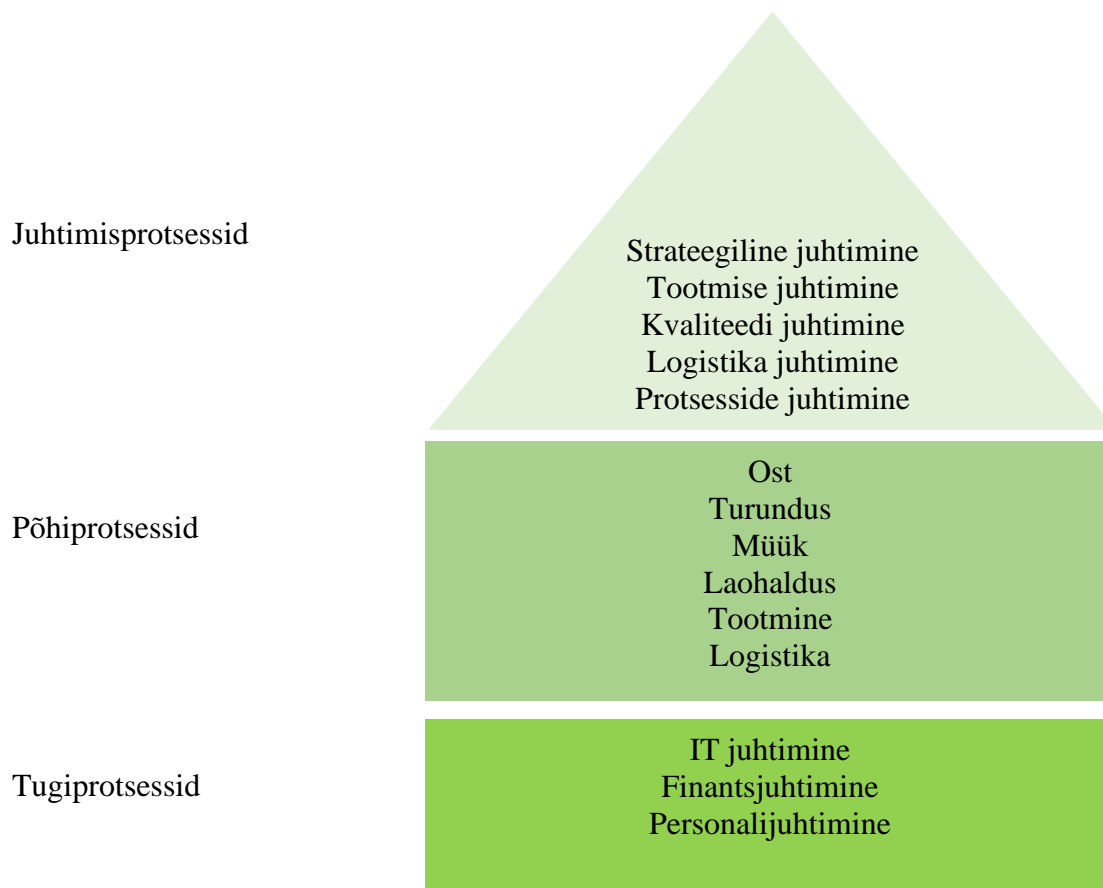 Juhtimisprotsessid
Strateegiline juhtimine
Tootmise juhtimine
Kvaliteedi juhtimine
Logistika juhtimine
Protsesside juhtimine
Põhiprotsessid
Ost
Turundus
Müük
Laohaldus
Tootmine
Logistika
Tugiprotsessid
IT juhtimine
Finantsjuhtimine
Personalijuhtimine